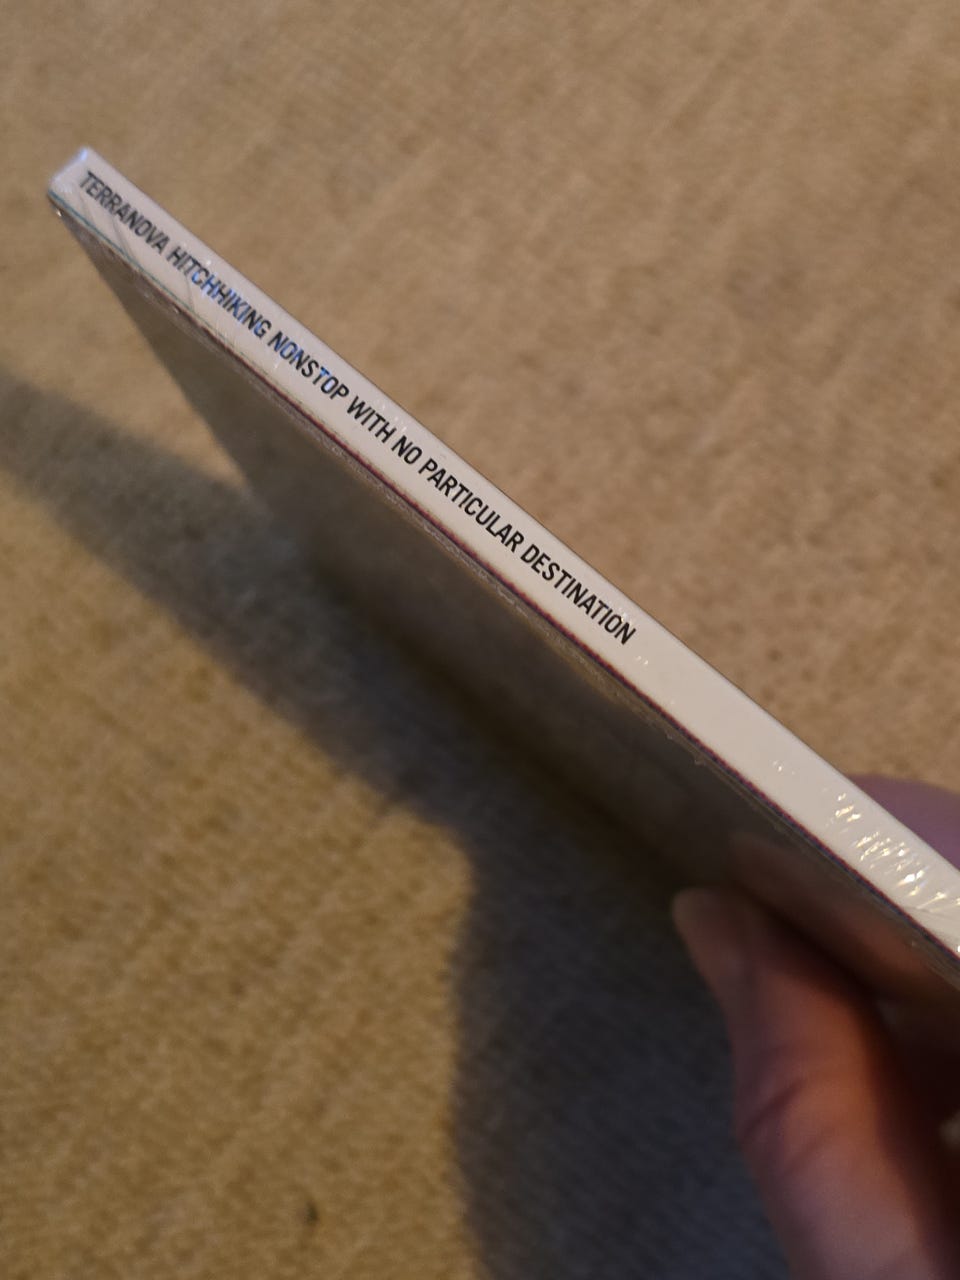 TERRANOVA HITCHHIKING NONSTOP WITH NO PARTICULAR DESTINATION